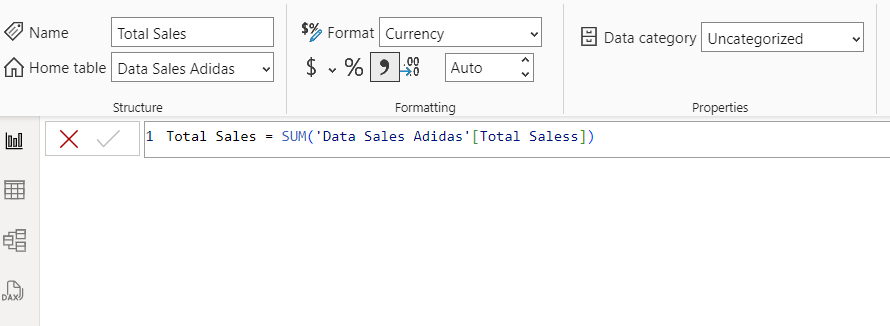 Name Total Sales
Home table Data Sales Adidas
Structure
$% Format Currency
$ % , .00 →.0 Auto
Formatting
Data category Uncategorized
Properties
1 Total Sales = SUM('Data Sales Adidas'[Total Saless])
DAX